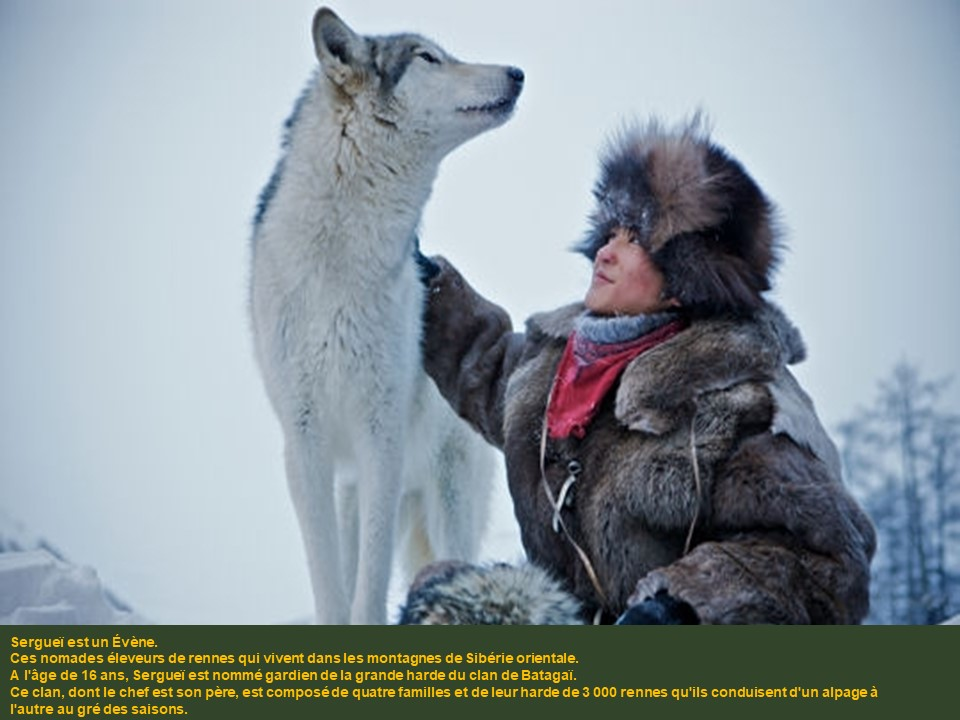 Sergueï est un Évène.
Ces nomades éleveurs de rennes qui vivent dans les montagnes de Sibérie orientale.
A l'âge de 16 ans, Sergueï est nommé gardien de la grande harde du clan de Batagaï.
Ce clan, dont le chef est son père, est composé de quatre familles et de leur harde de 3 000 rennes qu'ils conduisent d'un alpage à
l'autre au gré des saisons.